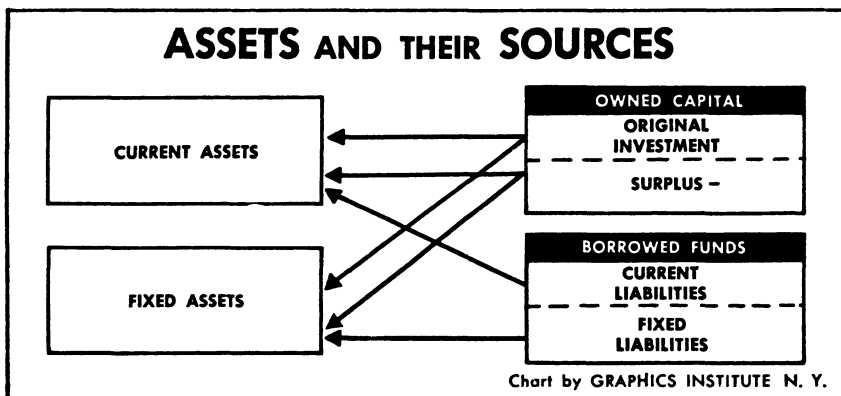 ASSETS AND THEIR SOURCES
CURRENT ASSETS
FIXED ASSETS
OWNED CAPITAL
ORIGINAL
INVESTMENT
SURPLUS –
BORROWED FUNDS
CURRENT
LIABILITIES
FIXED
LIABILITIES
Chart by GRAPHICS INSTITUTE N. Y.